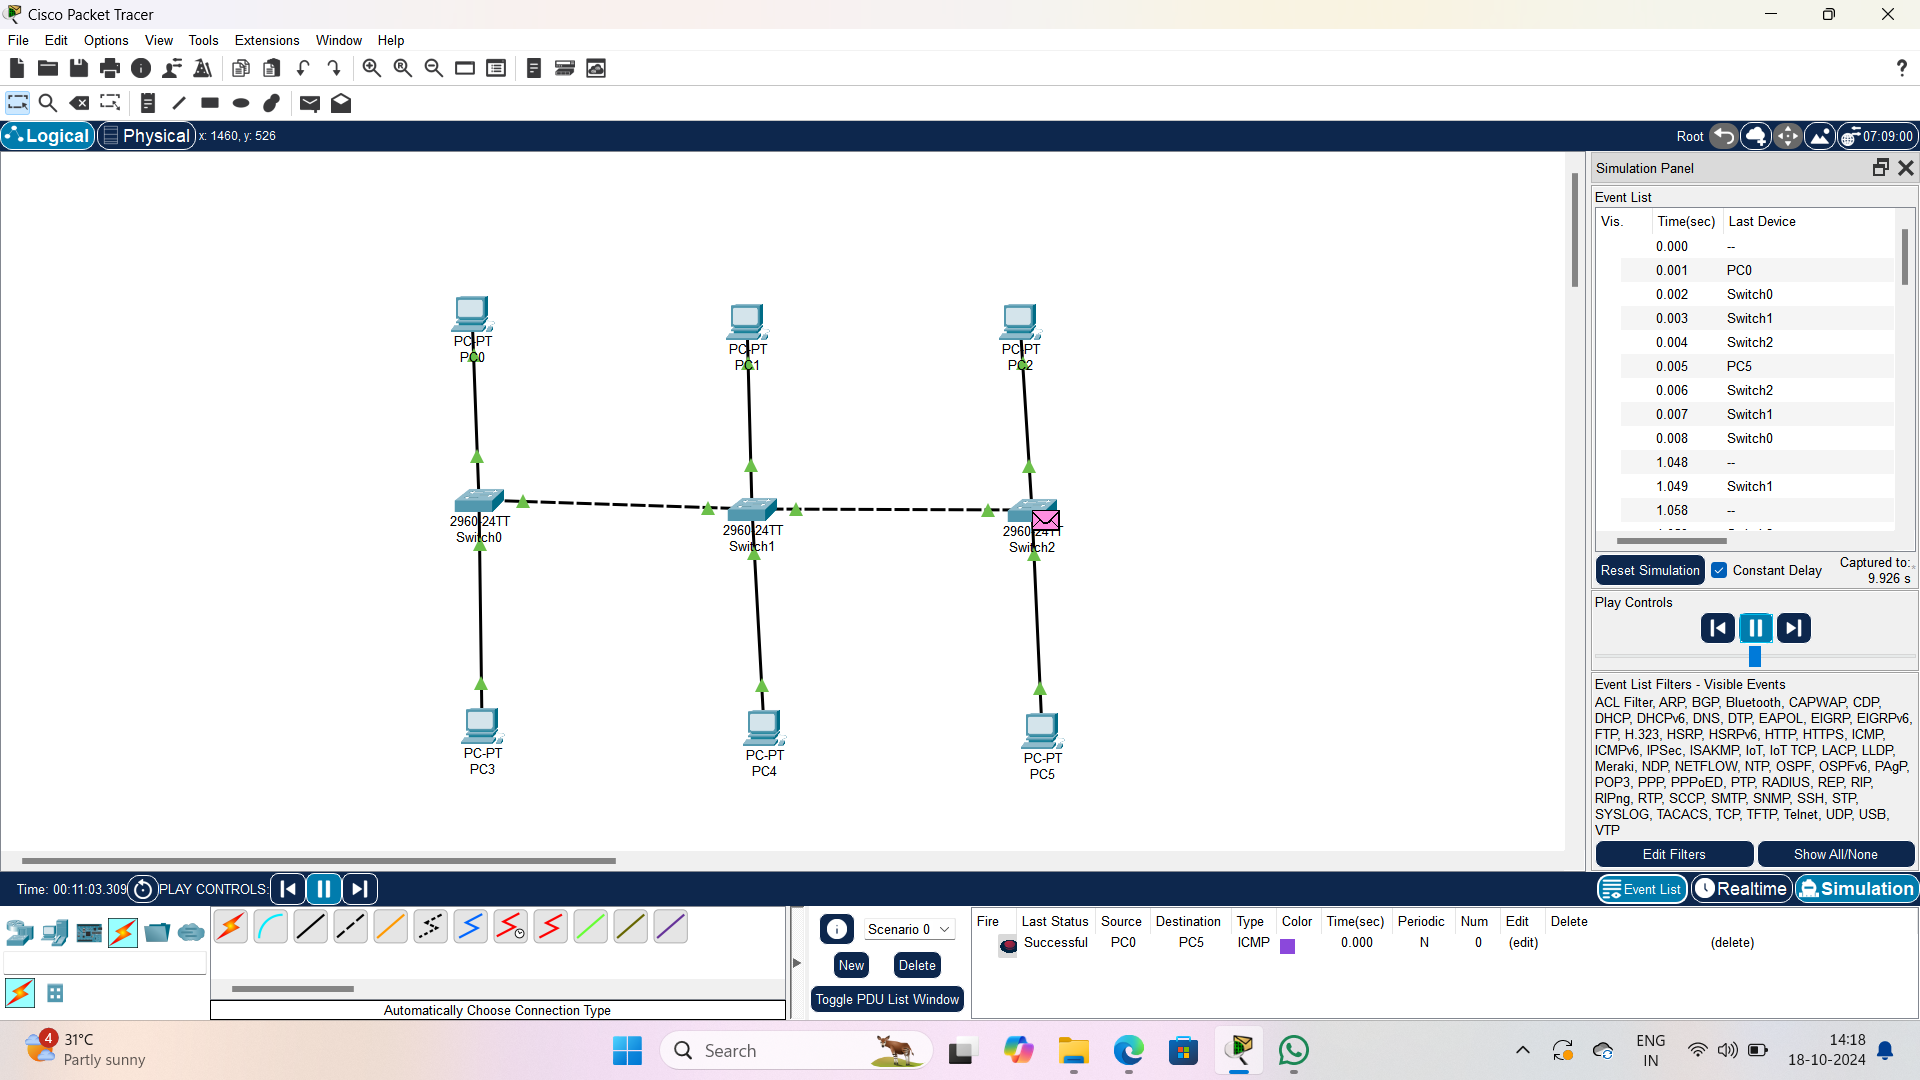 Cisco Packet Tracer
File Edit Options View Tools Extensions Window Help
?
Logical Physical x: 1460, y: 526 Root 07:09:00
Simulation Panel
Event List
Vis. Time(sec) Last Device
0.000 --
0.001 PC0
0.002 Switch0
0.003 Switch1
0.004 Switch2
0.005 PC5
0.006 Switch2
0.007 Switch1
0.008 Switch0
1.048 --
1.049 Switch1
1.058 --
Reset Simulation Constant Delay Captured to:
9.926 s
Play Controls
Event List Filters - Visible Events
ACL Filter, ARP, BGP, Bluetooth, CAPWAP, CDP,
DHCP, DHCPv6, DNS, DTP, EAPOL, EIGRP, EIGRPv6,
FTP, H.323, HSRP, HSRPv6, HTTP, HTTPS, ICMP,
ICMPv6, IPSec, ISAKMP, IoT, IoT TCP, LACP, LLDP,
Meraki, NDP, NETFLOW, NTP, OSPF, OSPFv6, PAgP,
POP3, PPP, PPPoED, PTP, RADIUS, REP, RIP,
RIPng, RTP, SCCP, SMTP, SNMP, SSH, STP,
SYSLOG, TACACS, TCP, TFTP, Telnet, UDP, USB,
VTP
Edit Filters Show All/None
PC-PT
PC0
PC-PT
PC1
PC-PT
PC2
2960-24TT
Switch0
2960-24TT
Switch1
2960-24TT
Switch2
PC-PT
PC3
PC-PT
PC4
PC-PT
PC5
Time: 00:11:03.309 PLAY CONTROLS: Event List Realtime Simulation
Automatically Choose Connection Type
Scenario 0
New Delete
Toggle PDU List Window
Fire Last Status Source Destination Type Color Time(sec) Periodic Num Edit Delete
Successful PC0 PC5 ICMP 0.000 N 0 (edit) (delete)
4
31°C
Partly sunny
Search
ENG
IN
14:18
18-10-2024